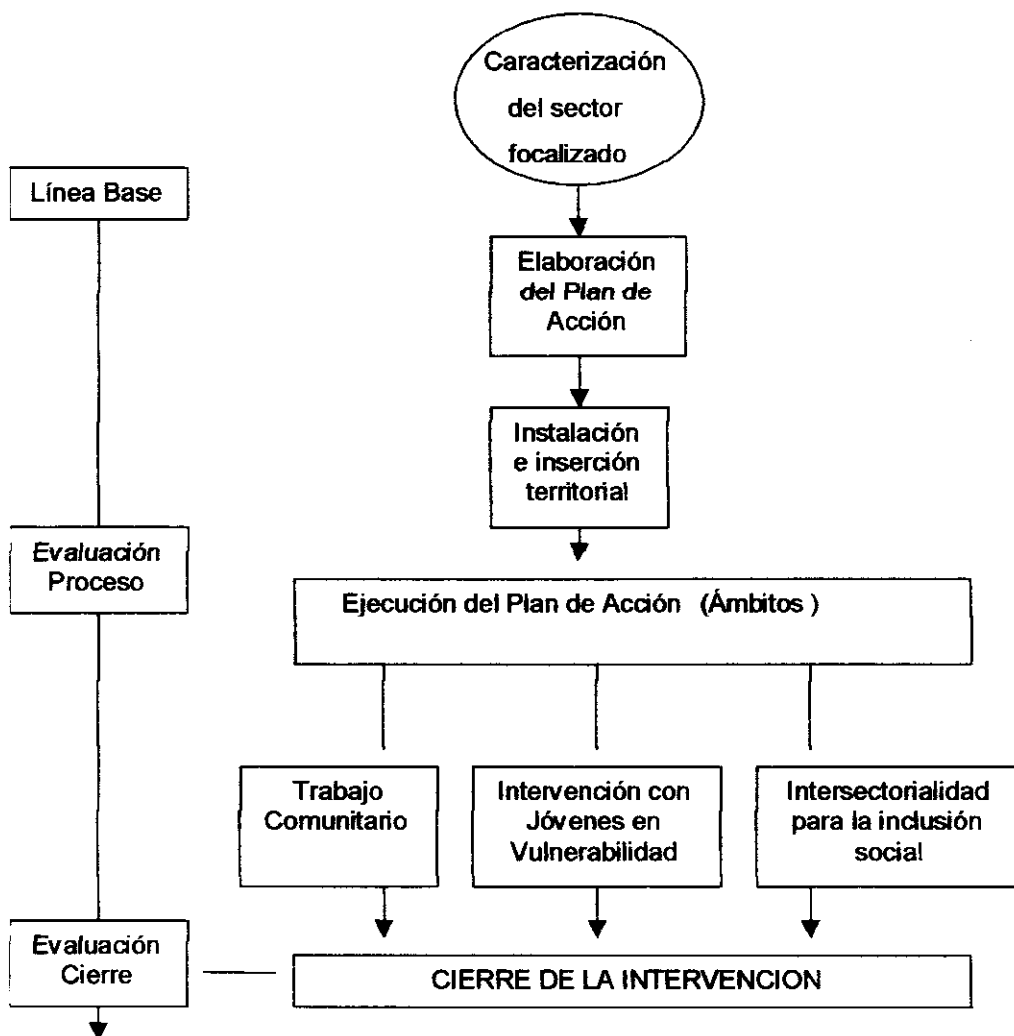 Caracterización
del sector
focalizado
Línea Base
Elaboración
del Plan de
Acción
Instalación
e inserción
territorial
Evaluación
Proceso
Ejecución del Plan de Acción (Ámbitos )
Trabajo
Comunitario
Intervención con
Jóvenes en
Vulnerabilidad
Intersectorialidad
para la inclusión
social
Evaluación
Cierre
CIERRE DE LA INTERVENCION